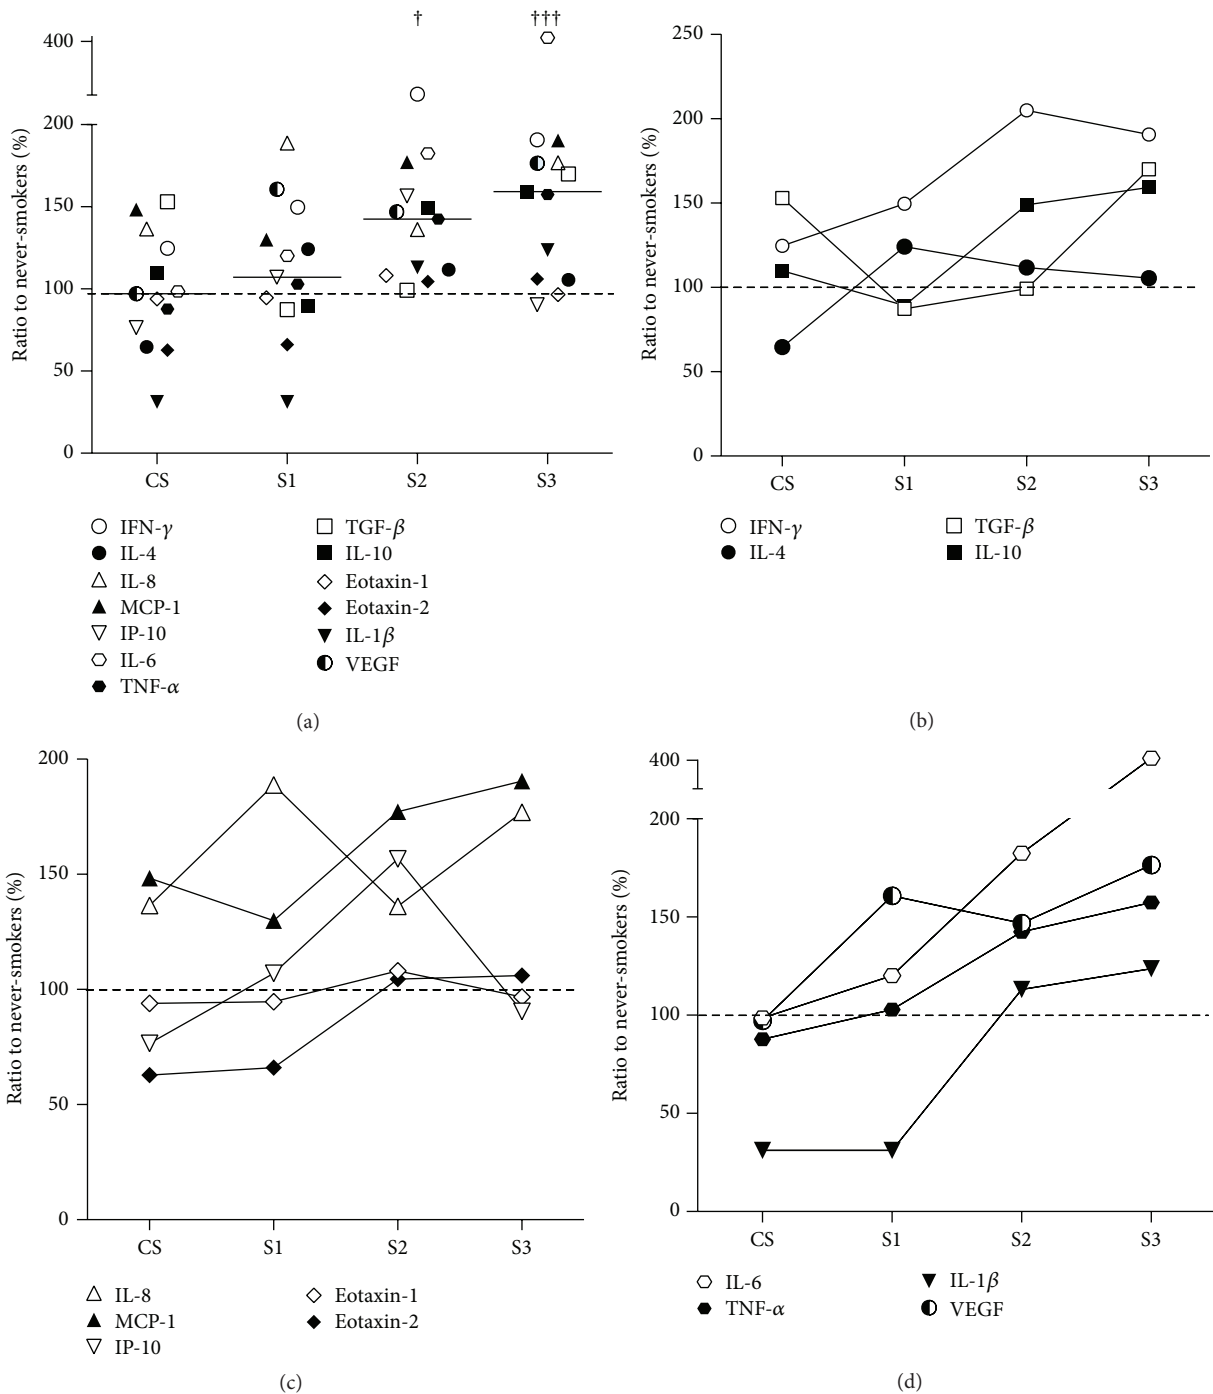 † †††
400
200
150
100
50
0
Ratio to never-smokers (%)
CS S1 S2 S3
IFN-γ TGF-β
IL-4 IL-10
IL-8 Eotaxin-1
MCP-1 Eotaxin-2
IP-10 IL-1β
IL-6 VEGF
TNF-α
(a)
250
200
150
100
50
0
Ratio to never-smokers (%)
CS S1 S2 S3
IFN-γ TGF-β
IL-4 IL-10
(b)
200
150
100
50
0
Ratio to never-smokers (%)
CS S1 S2 S3
IL-8 Eotaxin-1
MCP-1 Eotaxin-2
IP-10
(c)
400
200
150
100
50
0
Ratio to never-smokers (%)
CS S1 S2 S3
IL-6 IL-1β
TNF-α VEGF
(d)